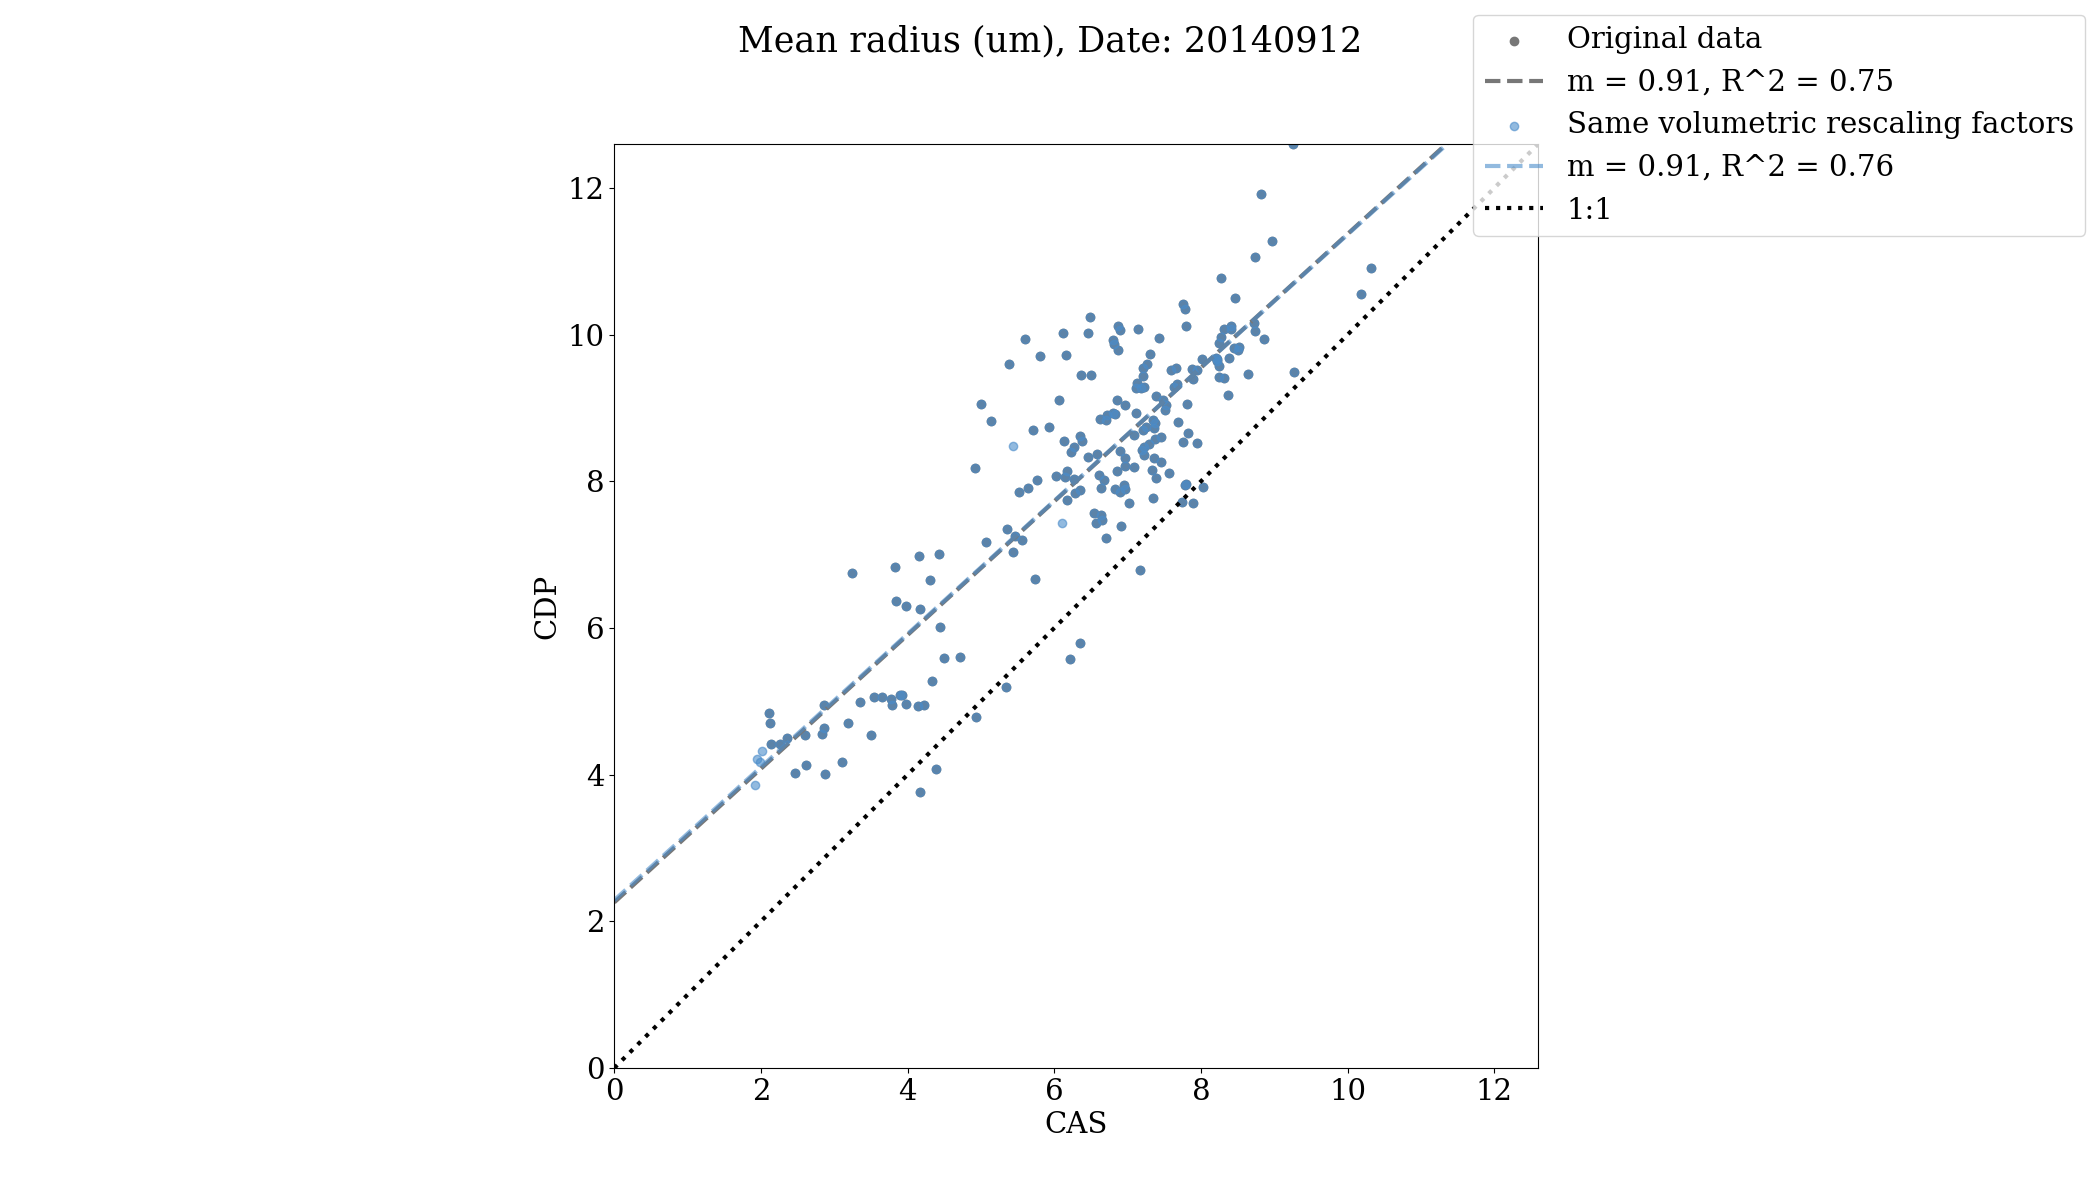 Mean radius (um), Date: 20140912
Original data
m = 0.91, R^2 = 0.75
Same volumetric rescaling factors
m = 0.91, R^2 = 0.76
1:1
12
10
8
6
4
2
0
CDP
0 2 4 6 8 10 12
CAS